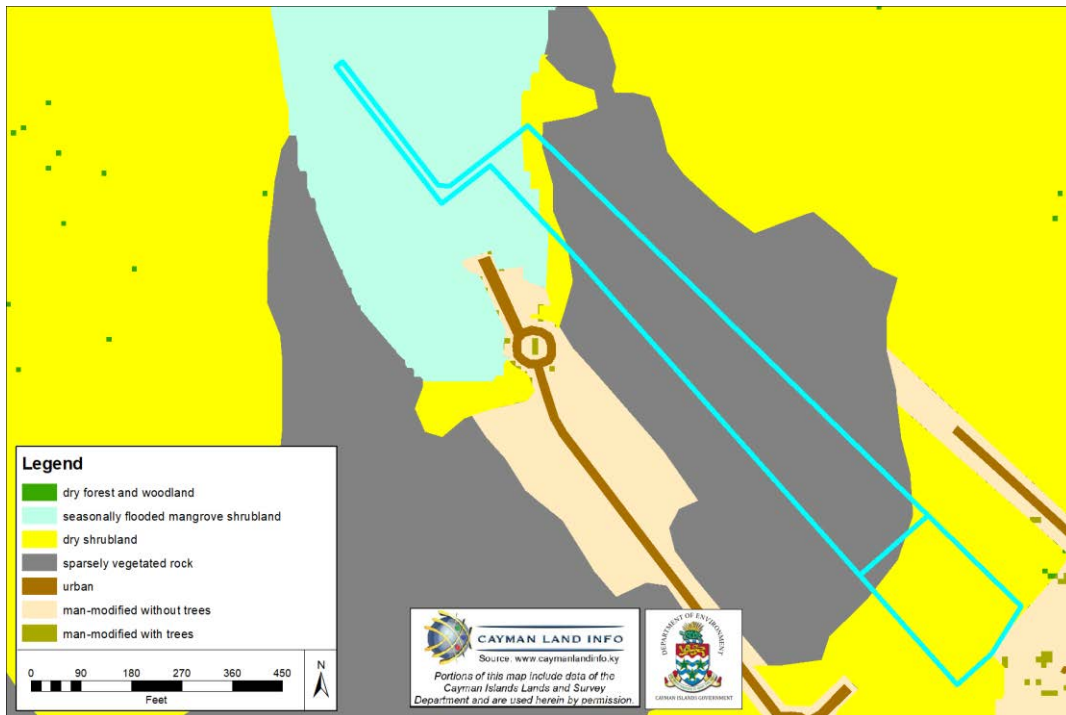 Legend
dry forest and woodland
seasonally flooded mangrove shrubland
dry shrubland
sparsely vegetated rock
urban
man-modified without trees
man-modified with trees
0 90 180 270 360 450
Feet
N
CAYMAN LAND INFO
Source: www.caymanlandinfo.ky
Portions of this map include data of the
Cayman Islands Lands and Survey
Department and are used herein by permission.
DEPARTMENT OF ENVIRONMENT
CAYMAN ISLANDS GOVERNMENT